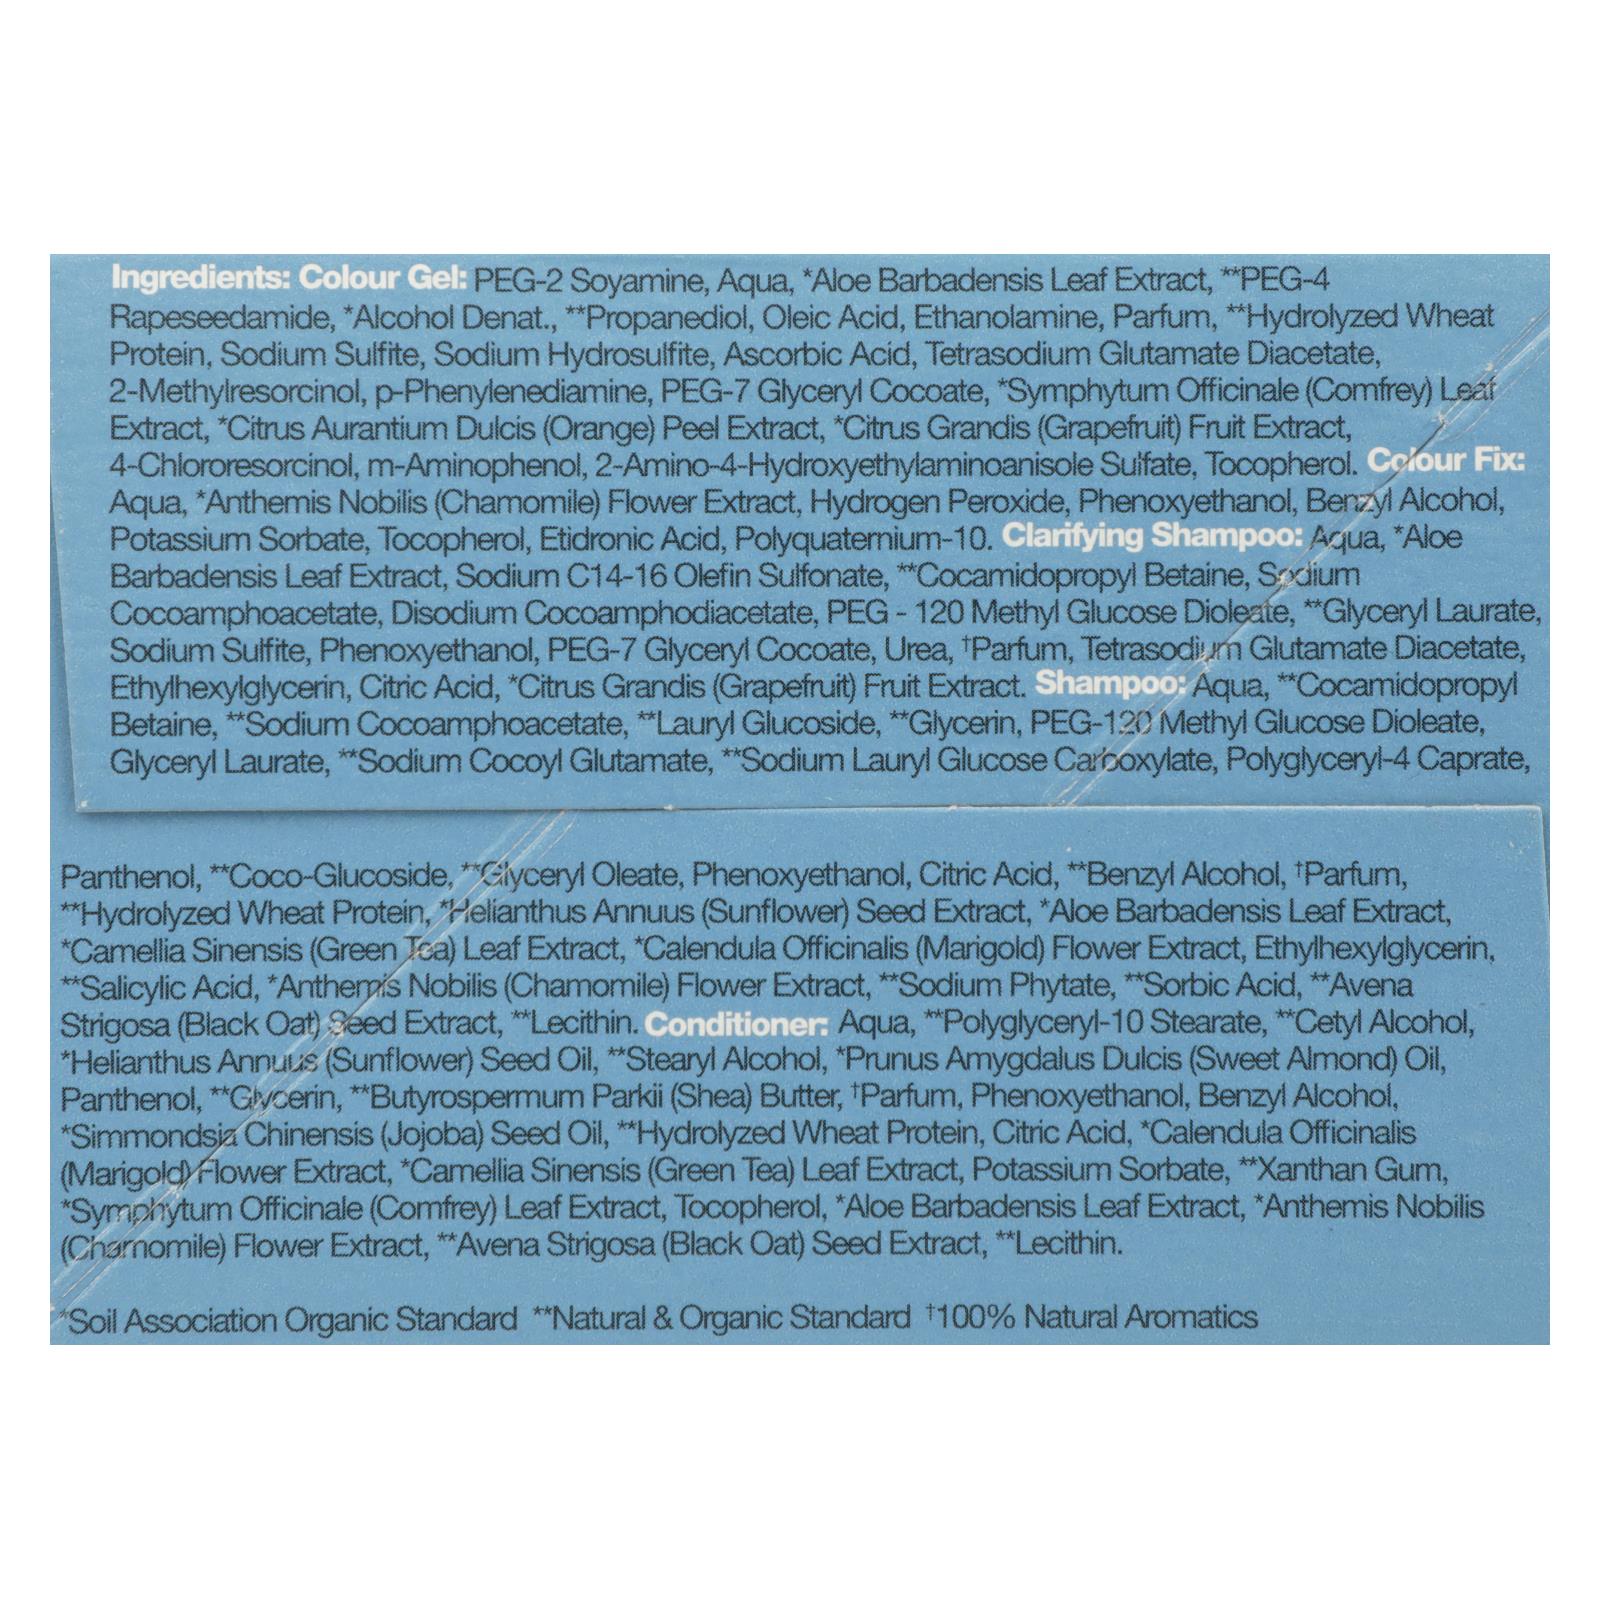 Ingredients: Colour Gel: PEG-2 Soyamine, Aqua, *Aloe Barbadensis Leaf Extract, **PEG-4
Rapeseedamide, *Alcohol Denat., **Propanediol, Oleic Acid, Ethanolamine, Parfum, **Hydrolyzed Wheat
Protein, Sodium Sulfite, Sodium Hydrosulfite, Ascorbic Acid, Tetrasodium Glutamate Diacetate,
2-Methylresorcinol, p-Phenylenediamine, PEG-7 Glyceryl Cocoate, *Symphytum Officinale (Comfrey) Leaf
Extract, *Citrus Aurantium Dulcis (Orange) Peel Extract, *Citrus Grandis (Grapefruit) Fruit Extract,
4-Chlororesorcinol, m-Aminophenol, 2-Amino-4-Hydroxyethylaminoanisole Sulfate, Tocopherol. Colour Fix:
Aqua, *Anthemis Nobilis (Chamomile) Flower Extract, Hydrogen Peroxide, Phenoxyethanol, Benzyl Alcohol,
Potassium Sorbate, Tocopherol, Etidronic Acid, Polyquaternium-10. Clarifying Shampoo: Aqua, *Aloe
Barbadensis Leaf Extract, Sodium C14-16 Olefin Sulfonate, **Cocamidopropyl Betaine, Sodium
Cocoamphoacetate, Disodium Cocoamphodiacetate, PEG - 120 Methyl Glucose Dioleate, **Glyceryl Laurate,
Sodium Sulfite, Phenoxyethanol, PEG-7 Glyceryl Cocoate, Urea, †Parfum, Tetrasodium Glutamate Diacetate,
Ethylhexylglycerin, Citric Acid, *Citrus Grandis (Grapefruit) Fruit Extract. Shampoo: Aqua, **Cocamidopropyl
Betaine, **Sodium Cocoamphoacetate, **Lauryl Glucoside, **Glycerin, PEG-120 Methyl Glucose Dioleate,
Glyceryl Laurate, **Sodium Cocoyl Glutamate, **Sodium Lauryl Glucose Carboxylate, Polyglyceryl-4 Caprate,
Panthenol, **Coco-Glucoside, **Glyceryl Oleate, Phenoxyethanol, Citric Acid, **Benzyl Alcohol, †Parfum,
**Hydrolyzed Wheat Protein, *Helianthus Annuus (Sunflower) Seed Extract, *Aloe Barbadensis Leaf Extract,
*Camellia Sinensis (Green Tea) Leaf Extract, *Calendula Officinalis (Marigold) Flower Extract, Ethylhexylglycerin,
**Salicylic Acid, *Anthemis Nobilis (Chamomile) Flower Extract, **Sodium Phytate, **Sorbic Acid, **Avena
Strigosa (Black Oat) Seed Extract, **Lecithin. Conditioner: Aqua, **Polyglyceryl-10 Stearate, **Cetyl Alcohol,
*Helianthus Annuus (Sunflower) Seed Oil, **Stearyl Alcohol, *Prunus Amygdalus Dulcis (Sweet Almond) Oil,
Panthenol, **Glycerin, **Butyrospermum Parkii (Shea) Butter, †Parfum, Phenoxyethanol, Benzyl Alcohol,
*Simmondsia Chinensis (Jojoba) Seed Oil, **Hydrolyzed Wheat Protein, Citric Acid, *Calendula Officinalis
(Marigold) Flower Extract, *Camellia Sinensis (Green Tea) Leaf Extract, Potassium Sorbate, **Xanthan Gum,
*Symphytum Officinale (Comfrey) Leaf Extract, Tocopherol, *Aloe Barbadensis Leaf Extract, *Anthemis Nobilis
(Chamomile) Flower Extract, **Avena Strigosa (Black Oat) Seed Extract, **Lecithin.
*Soil Association Organic Standard **Natural & Organic Standard †100% Natural Aromatics